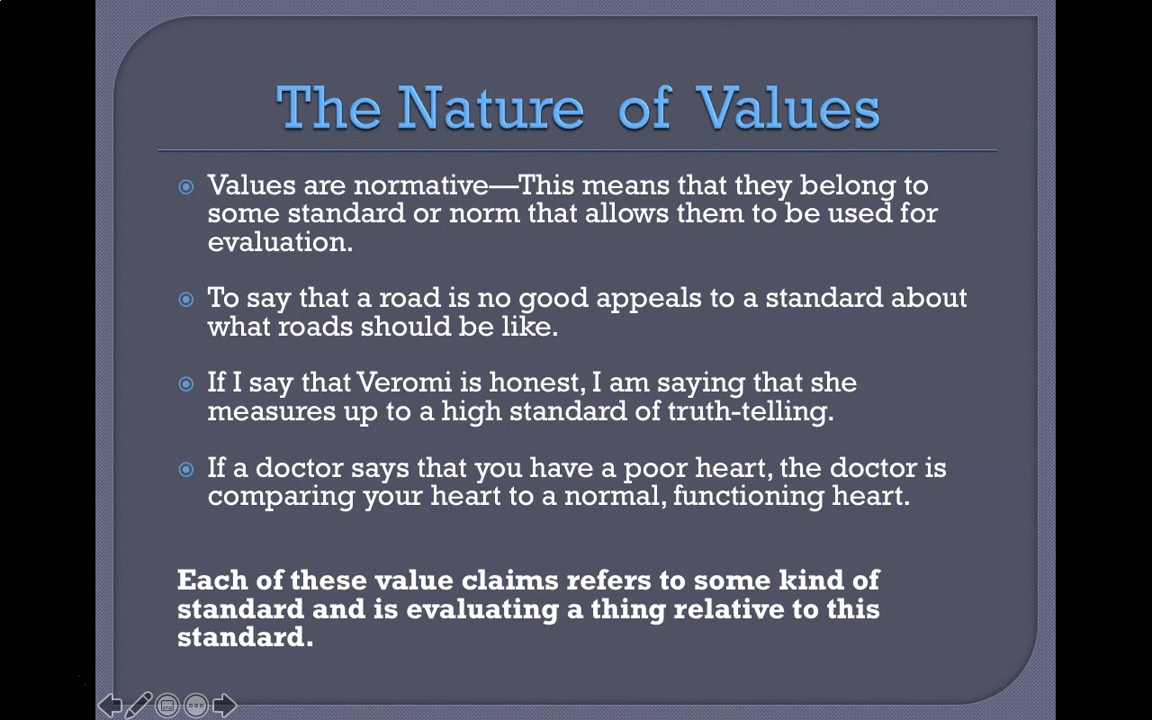 The Nature of Values
Values are normative—This means that they belong to
some standard or norm that allows them to be used for
evaluation.
To say that a road is no good appeals to a standard about
what roads should be like.
If I say that Veromi is honest, I am saying that she
measures up to a high standard of truth-telling.
If a doctor says that you have a poor heart, the doctor is
comparing your heart to a normal, functioning heart.
Each of these value claims refers to some kind of
standard and is evaluating a thing relative to this
standard.